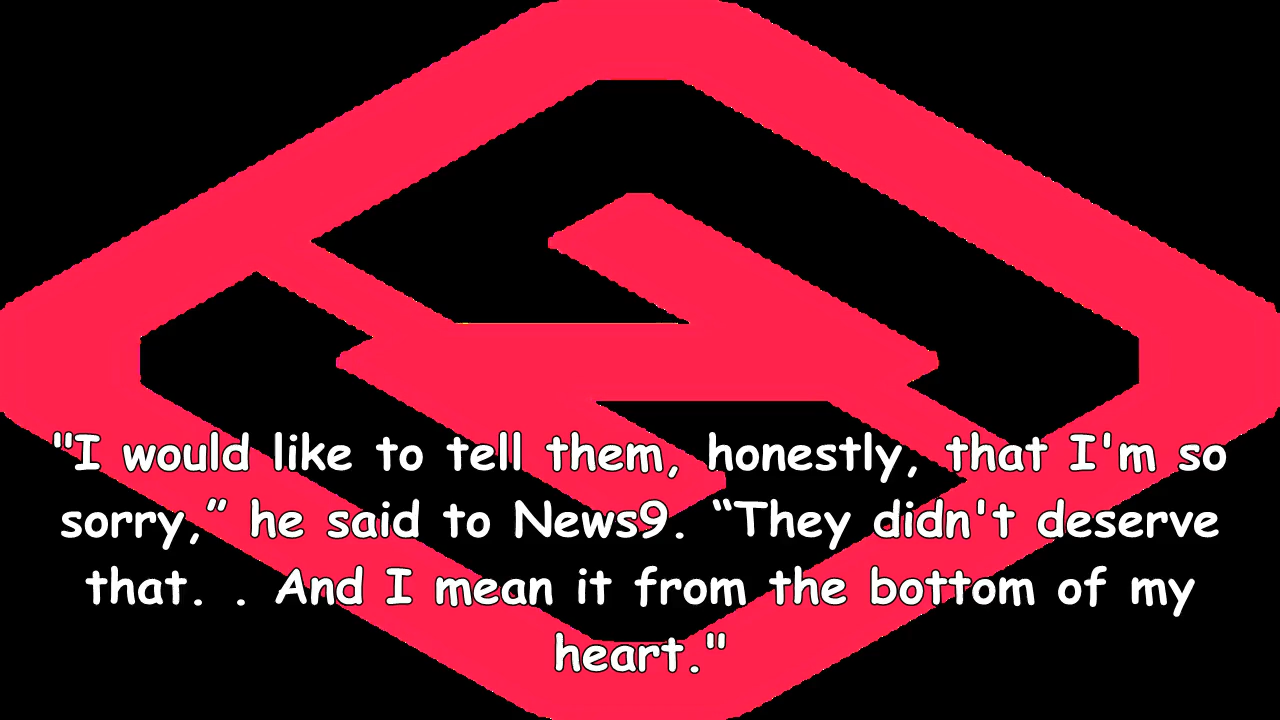 "I would like to tell them, honestly, that I'm so
sorry,” he said to News9. “They didn't deserve
that. . And I mean it from the bottom of my
heart."